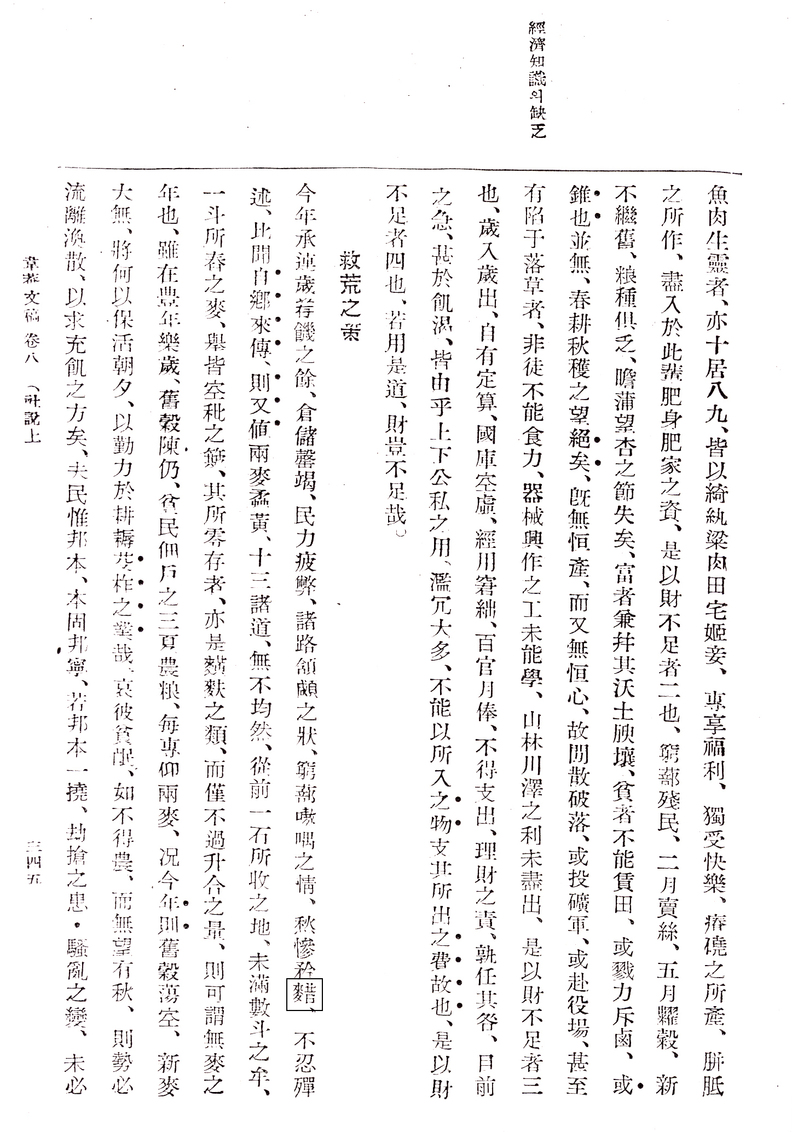 經濟知識의缺乏
魚肉生靈者、亦十居八九、皆以綺紈粱肉田宅姬妾、專享福利、獨受快樂、瘠磽之所產、胼胝
之所作、盡入於此輩肥身肥家之資、是以財不足者二也、窮蔀殘民、二月賣絲、五月糶穀、新
不繼舊、粮種俱乏、瞻蒲望杏之節失矣、富者兼幷其沃土腴壤、貧者不能賃田、或戮力斥鹵、或
錐也並無、春耕秋穫之望絕矣、旣無恒產、而又無恒心、故閒散破落、或投礦軍、或赴役場、甚至
有陷于落草者、非徒不能食力、器械興作之工未能學、山林川澤之利未盡出、是以財不足者三
也、歲入歲出、自有定算、國庫空虛、經用窘絀、百官月俸、不得支出、理財之責、孰任其咎、目前
之急、甚於飢渴、皆由乎上下公私之用、濫冗大多、不能以所入之物支其所出之費故也、是以財
不足者四也、若用是道、財豈不足哉。
救荒之策
今年承連歲荐饑之餘、倉儲罄竭、民力疲弊、諸路顑顱之狀、窮蔀嗷喁之情、愁慘矜䵺、不忍殫
述、比聞自鄕來傳、則又値兩麥蟊黃、十三諸道、無不均然、從前一石所收之地、未滿數斗之牟、
一斗所舂之麥、擧皆空秕之簸、其所零存者、亦是䵃麩之類、而僅不過升合之量、則可謂無麥之
年也、雖在豊年樂歲、舊穀陳仍、貧民佃戶之三夏農粮、每專仰兩麥、况今年則舊穀蕩空、新麥
大無、將何以保活朝夕、以勤力於耕耨芟柞之業哉、哀彼貧氓、如不得農、而無望有秋、則勢必
流離渙散、以求充飢之方矣、夫民惟邦本、本固邦寧、若邦本一撓、劫搶之患・騷亂之變、未必
韋菴文稿 卷八 (社說上
三四五